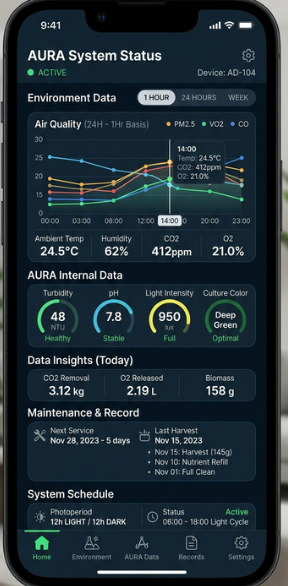 9:41
AURA System Status
ACTIVE
Device: AD-104
Environment Data
1 HOUR
24 HOURS
WEEK
Air Quality (24H - 1Hr Basis)
PM2.5
VO2
CO
30
25
20
15
10
0
14:00
Temp: 24.5°C
CO2: 412ppm
O2: 21.0%
00:00 03:00 08:00 12:00 14:00 20:00 23:00
Ambient Temp
24.5°C
Humidity
62%
CO2
412ppm
O2
21.0%
AURA Internal Data
Turbidity
48
NTU
Healthy
pH
7.8
Stable
Light Intensity
950
lux
Full
Culture Color
Deep
Green
Optimal
Data Insights (Today)
CO2 Removal
3.12 kg
O2 Released
2.19 L
Biomass
158 g
Maintenance & Record
Next Service
Nov 28, 2023 - 5 days
Last Harvest
Nov 15, 2023
• Nov 15: Harvest (145g)
• Nov 10: Nutrient Refill
• Nov 01: Full Clean
System Schedule
Photoperiod
12h LIGHT / 12h DARK
Status
Active
06:00 - 18:00 Light Cycle
Home
Environment
AURA Data
Records
Settings